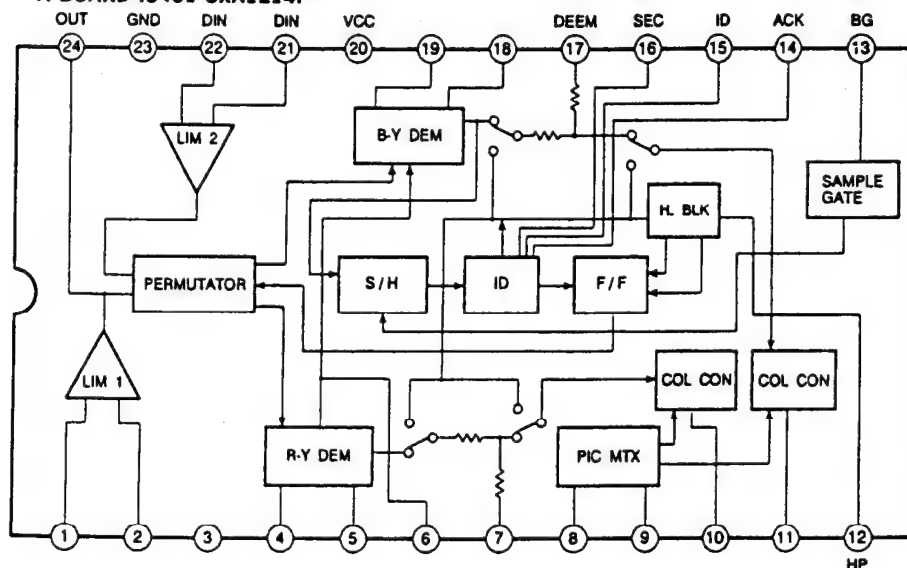 OUT GND DIN DIN VCC DEEM SEC ID ACK BG
24 23 22 21 20 19 18 17 16 15 14 13
LIM 2
B-Y DEM
SAMPLE
GATE
H. BLK
PERMUTATOR
S/H
ID
F/F
LIM 1
COL CON
COL CON
R-Y DEM
PIC MTX
1 2 3 4 5 6 7 8 9 10 11 12
HP